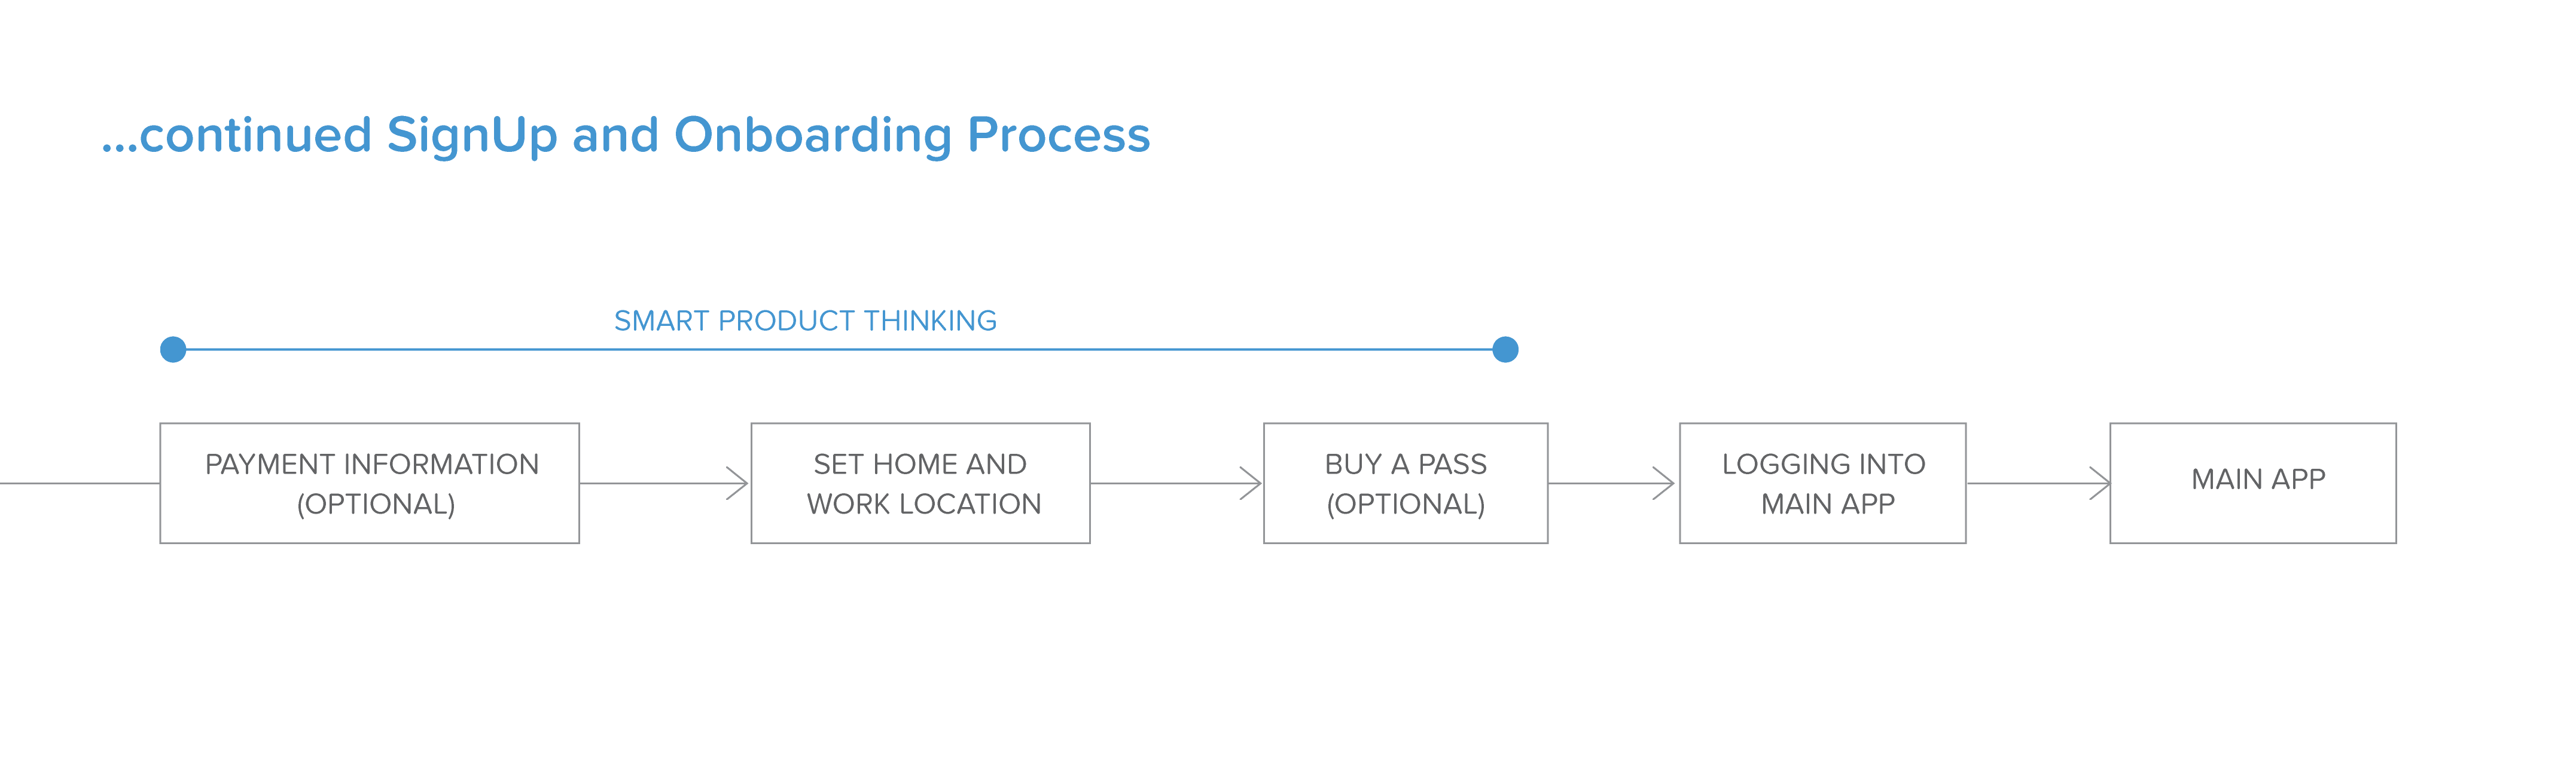 ...continued SignUp and Onboarding Process
SMART PRODUCT THINKING
PAYMENT INFORMATION
(OPTIONAL)
SET HOME AND
WORK LOCATION
BUY A PASS
(OPTIONAL)
LOGGING INTO
MAIN APP
MAIN APP